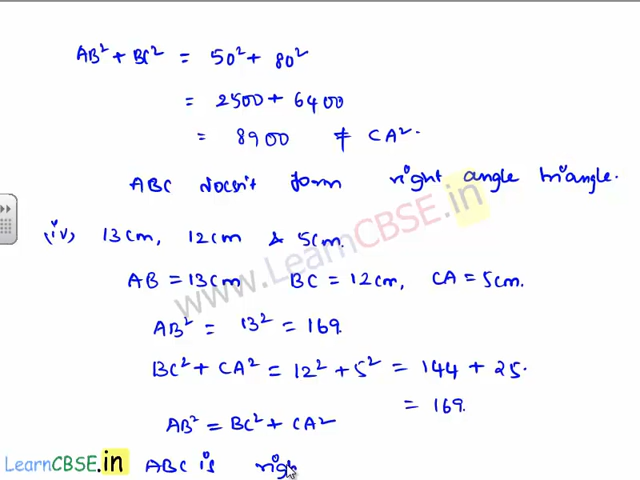 AB² + BC² = 50² + 80²
= 2500 + 6400
= 8900 ≠ CA².
ABC doesn't form right angle triangle.
(iv) 13cm, 12cm & 5cm.
AB = 13cm BC = 12cm, CA = 5cm.
AB² = 13² = 169.
BC² + CA² = 12² + 5² = 144 + 25.
= 169.
AB² = BC² + CA²
ABC is righ
LearnCBSE.in
www.LearnCBSE.in